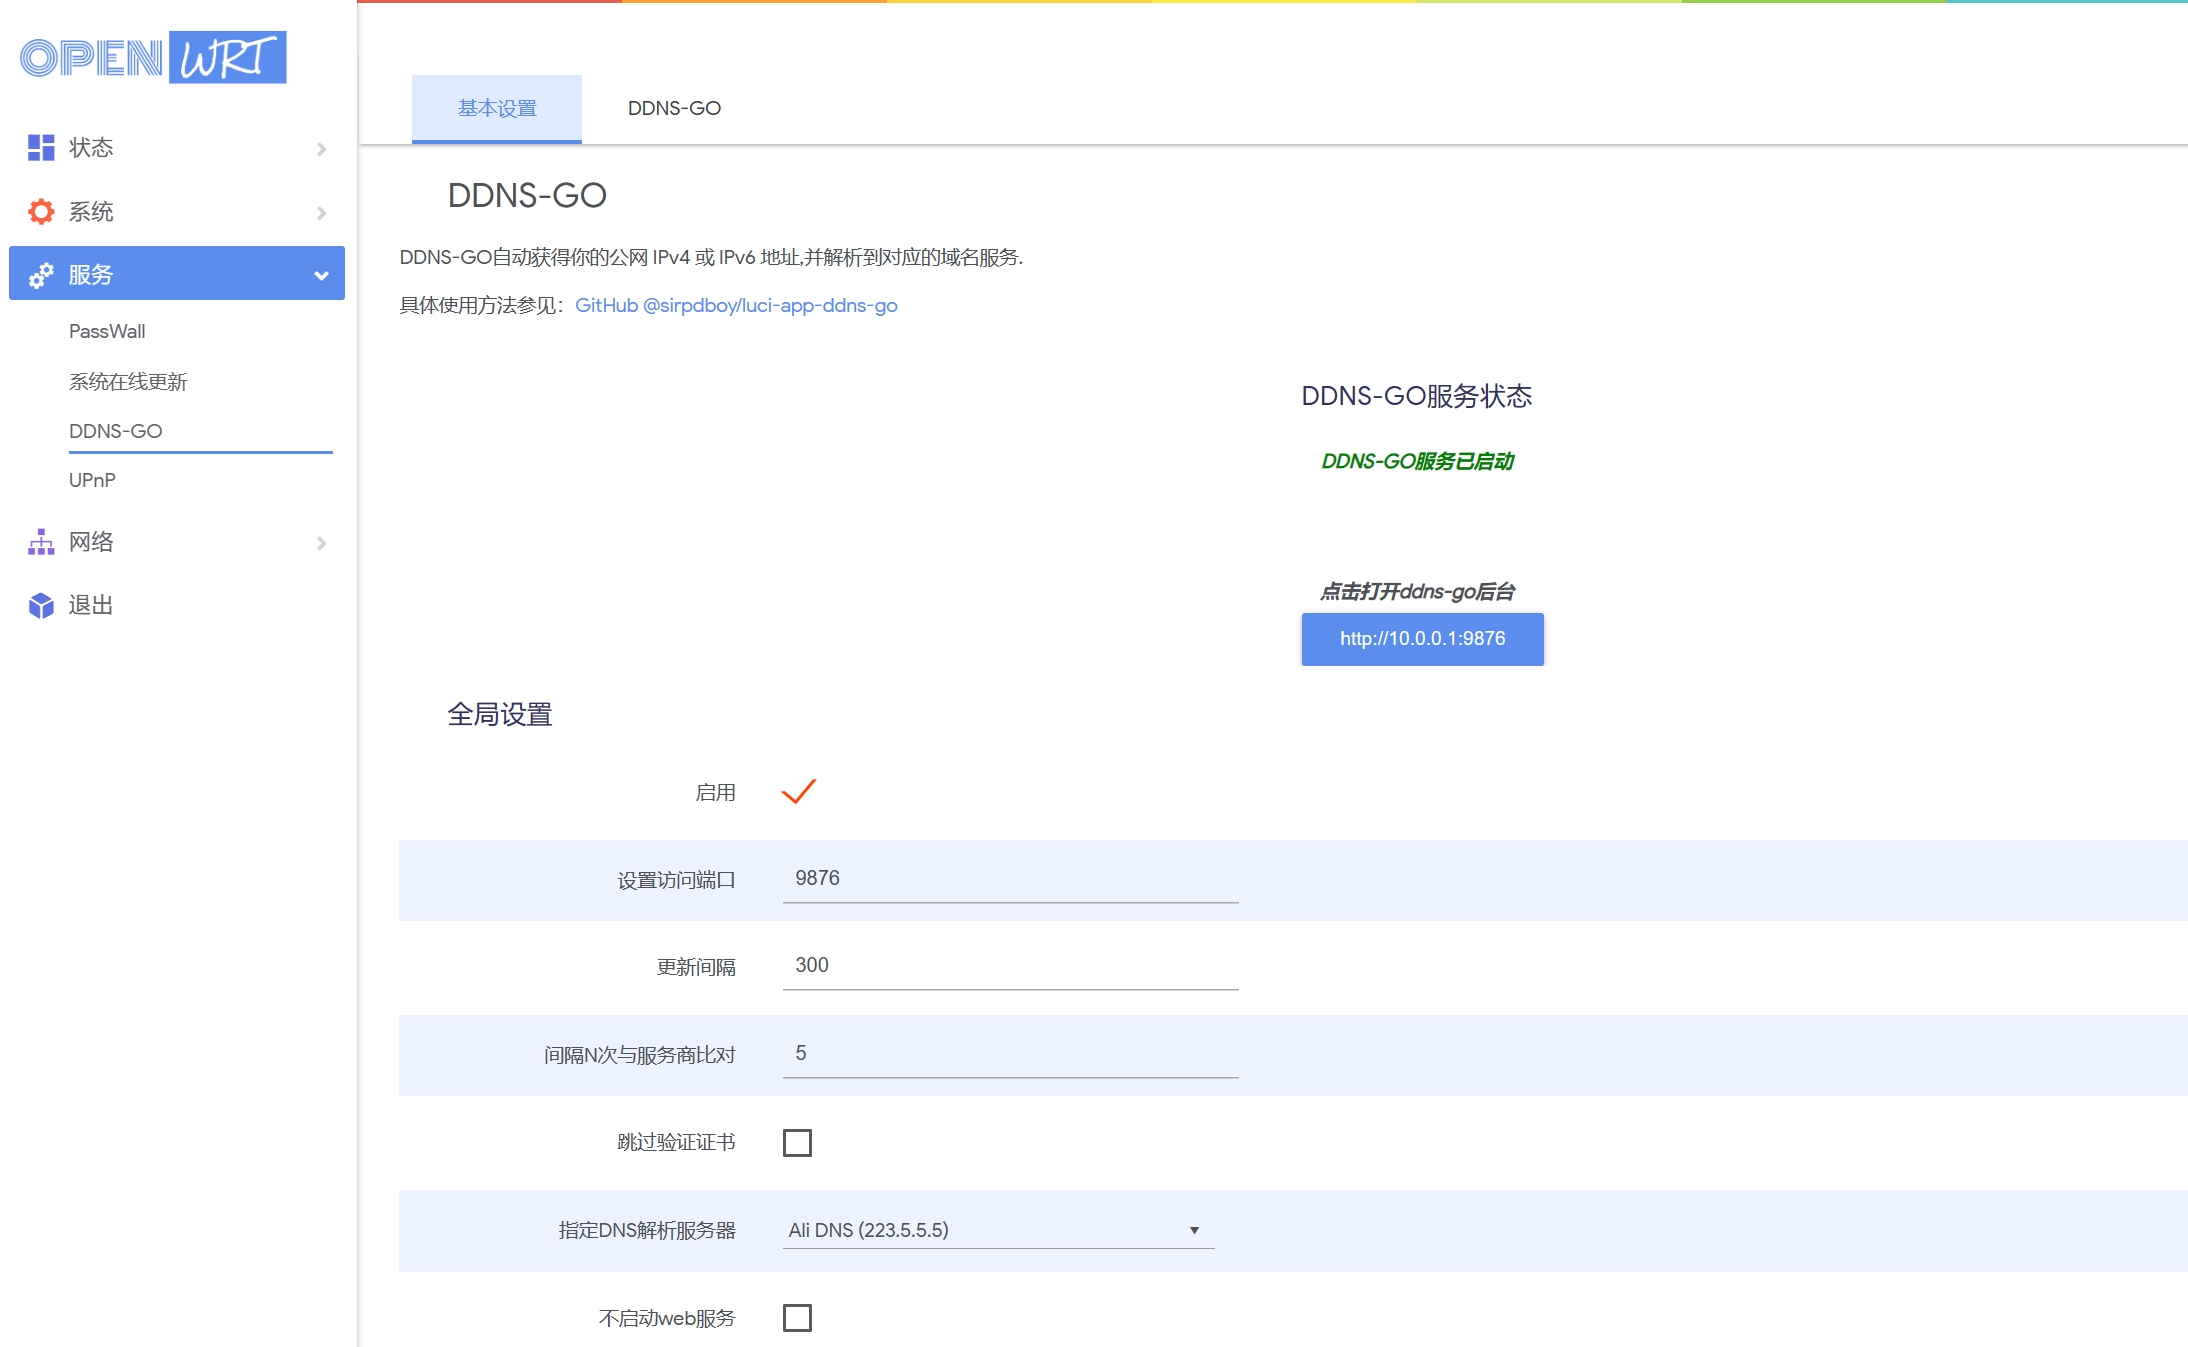 OPENWRT
状态
系统
服务
PassWall
系统在线更新
DDNS-GO
UPnP
网络
退出
基本设置
DDNS-GO
DDNS-GO
DDNS-GO自动获得你的公网 IPv4 或 IPv6 地址,并解析到对应的域名服务.
具体使用方法参见：GitHub @sirpdboy/luci-app-ddns-go
DDNS-GO服务状态
DDNS-GO服务已启动
点击打开ddns-go后台
http://10.0.0.1:9876
全局设置
启用
设置访问端口 9876
更新间隔 300
间隔N次与服务商比对 5
跳过验证证书
指定DNS解析服务器 Ali DNS (223.5.5.5)
不启动web服务